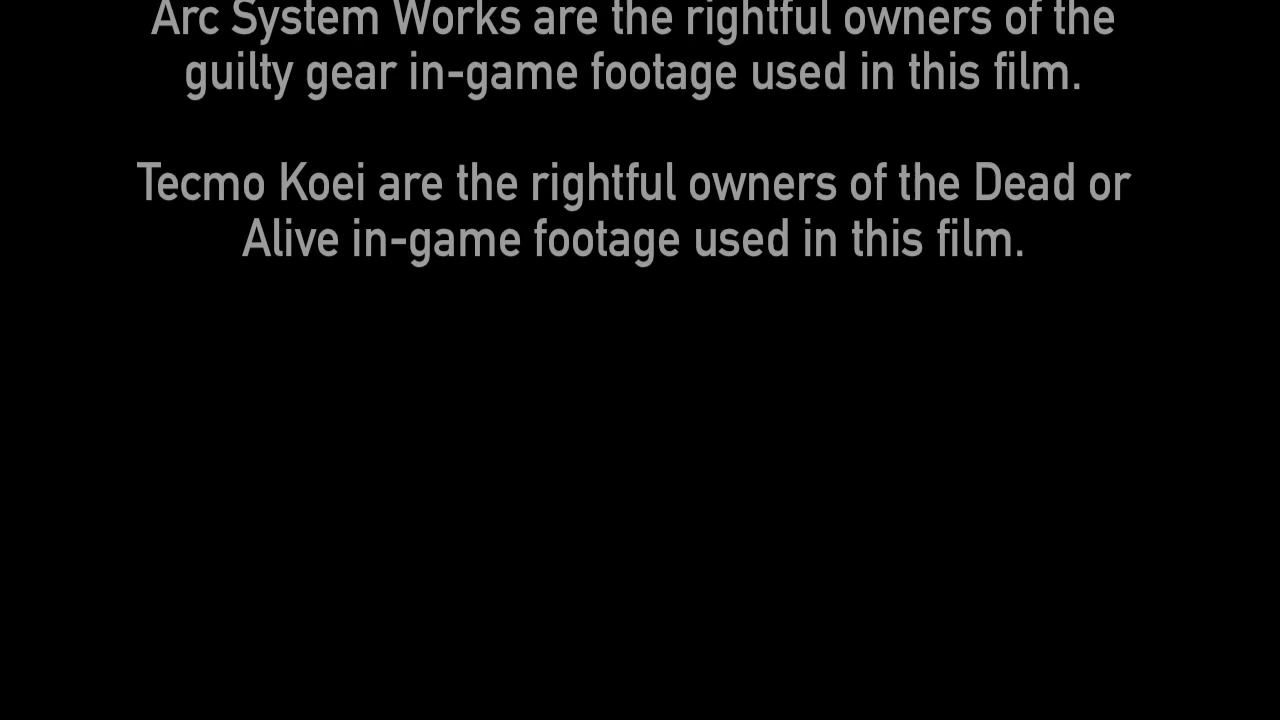 Arc System Works are the rightful owners of the
guilty gear in-game footage used in this film.
Tecmo Koei are the rightful owners of the Dead or
Alive in-game footage used in this film.